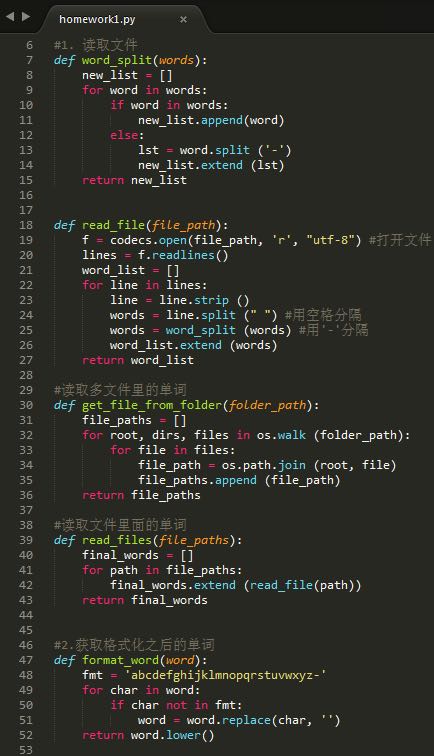 homework1.py
6 #1. 读取文件
7 def word_split(words):
8     new_list = []
9     for word in words:
10         if word in words:
11             new_list.append(word)
12         else:
13             lst = word.split ('-')
14             new_list.extend (lst)
15     return new_list
16
17
18 def read_file(file_path):
19     f = codecs.open(file_path, 'r', "utf-8") #打开文件
20     lines = f.readlines()
21     word_list = []
22     for line in lines:
23         line = line.strip ()
24         words = line.split (" ") #用空格分隔
25         words = word_split (words) #用'-'分隔
26         word_list.extend (words)
27     return word_list
28
29 #读取多文件里的单词
30 def get_file_from_folder(folder_path):
31     file_paths = []
32     for root, dirs, files in os.walk (folder_path):
33         for file in files:
34             file_path = os.path.join (root, file)
35             file_paths.append (file_path)
36     return file_paths
37
38 #读取文件里面的单词
39 def read_files(file_paths):
40     final_words = []
41     for path in file_paths:
42         final_words.extend (read_file(path))
43     return final_words
44
45
46 #2.获取格式化之后的单词
47 def format_word(word):
48     fmt = 'abcdefghijklmnopqrstuvwxyz-'
49     for char in word:
50         if char not in fmt:
51             word = word.replace(char, '')
52     return word.lower()
53